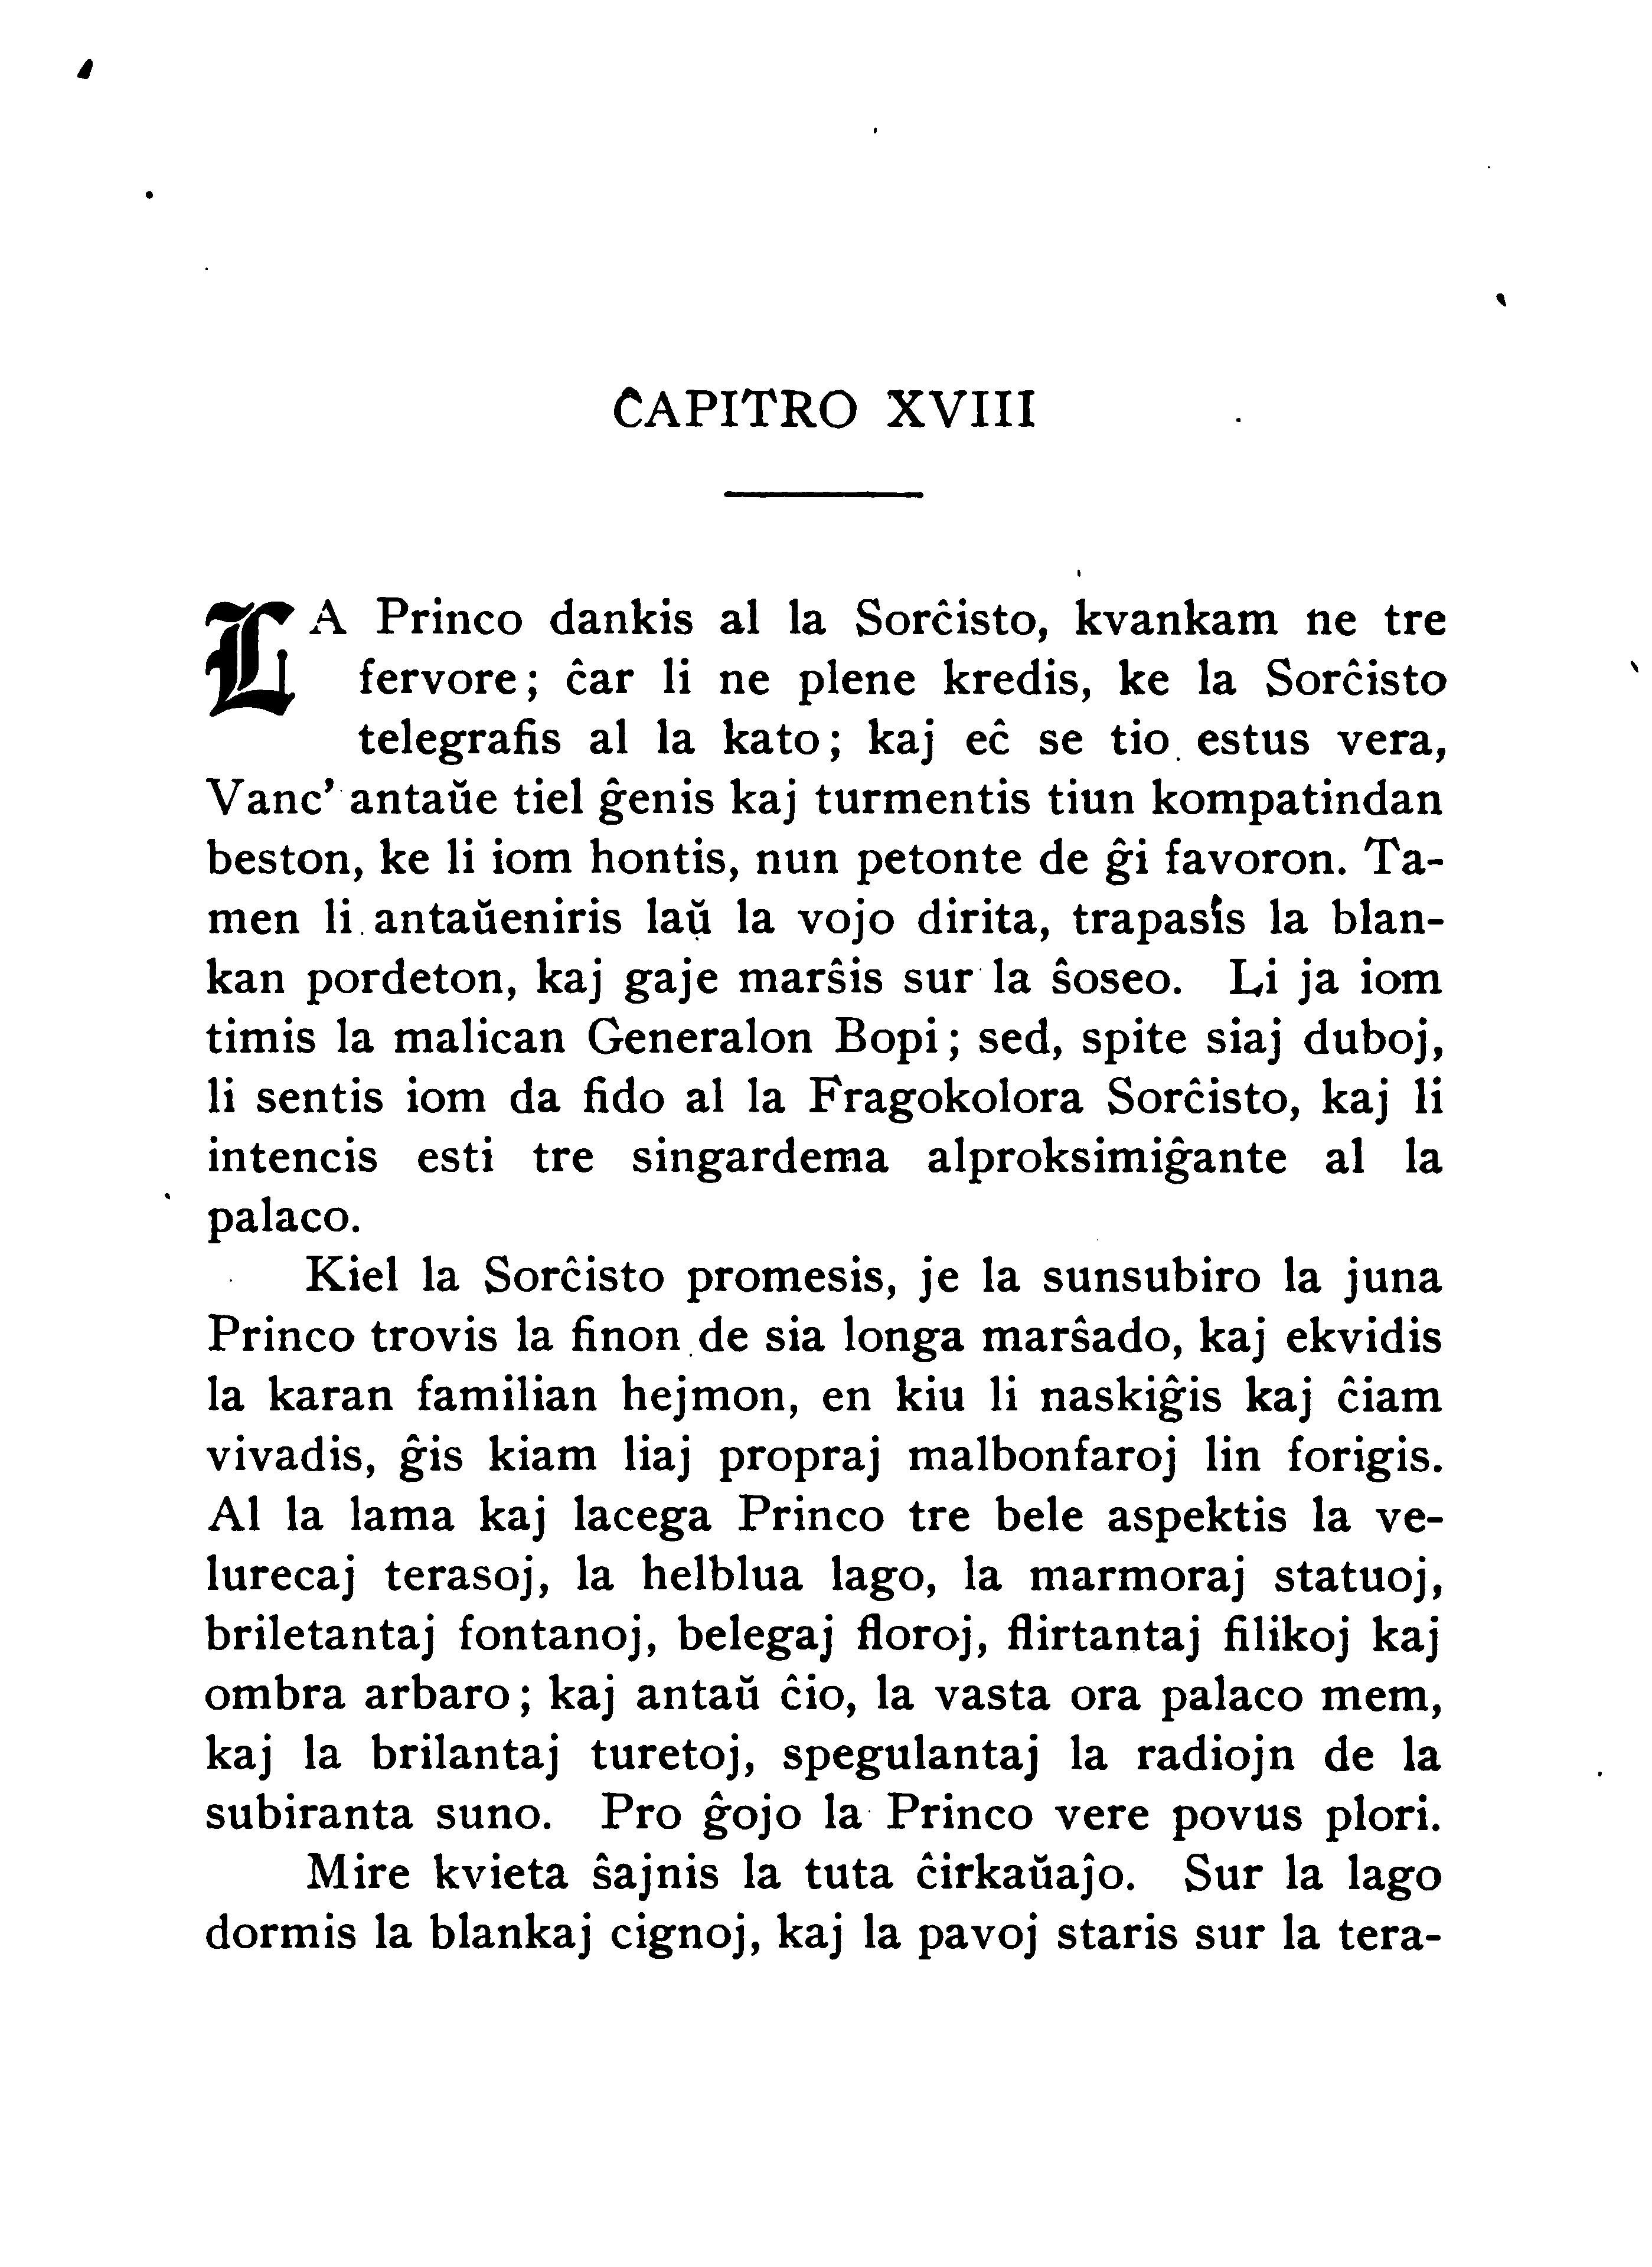 ĈAPITRO XVIII
LA Princo dankis al la Sorĉisto, kvankam ne tre
fervore; ĉar li ne plene kredis, ke la Sorĉisto
telegrafis al la kato; kaj eĉ se tio estus vera,
Vanc’ antaŭe tiel ĝenis kaj turmentis tiun kompatindan
beston, ke li iom hontis, nun petonte de ĝi favoron. Ta-
men li antaŭeniris laŭ la vojo dirita, trapasis la blan-
kan pordeton, kaj gaje marŝis sur la ŝoseo. Li ja iom
timis la malican Generalon Bopi; sed, spite siaj duboj,
li sentis iom da fido al la Fragokolora Sorĉisto, kaj li
intencis esti tre singardema alproksimiĝante al la
palaco.
Kiel la Sorĉisto promesis, je la sunsubiro la juna
Princo trovis la finon de sia longa marŝado, kaj ekvidis
la karan familian hejmon, en kiu li naskiĝis kaj ĉiam
vivadis, ĝis kiam liaj propraj malbonfaroj lin forigis.
Al la lama kaj lacega Princo tre bele aspektis la ve-
lurecaj terasoj, la helblua lago, la marmoraj statuoj,
briletantaj fontanoj, belegaj floroj, flirtantaj filikoj kaj
ombra arbaro; kaj antaŭ ĉio, la vasta ora palaco mem,
kaj la brilantaj turetoj, spegulantaj la radiojn de la
subiranta suno. Pro ĝojo la Princo vere povus plori.
Mire kvieta ŝajnis la tuta ĉirkaŭaĵo. Sur la lago
dormis la blankaj cignoj, kaj la pavoj staris sur la tera-